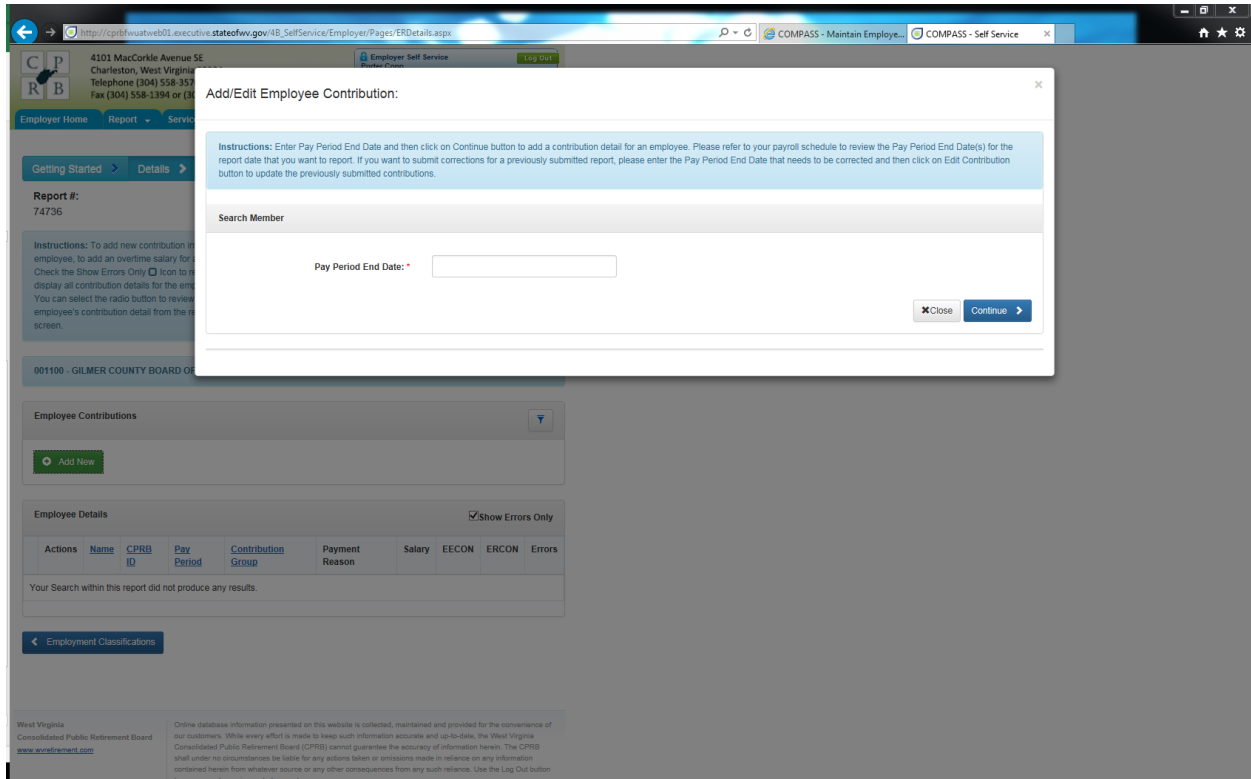 http://cprbfwuatweb01.executive.stateofwv.gov/4B_SelfService/Employer/Pages/ERDetails.aspx
COMPASS - Maintain Employe...
COMPASS - Self Service
C P
R B
4101 MacCorkle Avenue SE
Charleston, West Virginia
Telephone (304) 558-357
Fax (304) 558-1394 or (30
Employer Self Service
Porter Conn
Log Out
Employer Home Report Servic
Add/Edit Employee Contribution:
Instructions: Enter Pay Period End Date and then click on Continue button to add a contribution detail for an employee. Please refer to your payroll schedule to review the Pay Period End Date(s) for the
report date that you want to report. If you want to submit corrections for a previously submitted report, please enter the Pay Period End Date that needs to be corrected and then click on Edit Contribution
button to update the previously submitted contributions.
Search Member
Pay Period End Date: *
Close Continue
Getting Started Details
Report #:
74736
Instructions: To add new contribution in
employee, to add an overtime salary for a
Check the Show Errors Only Icon to re
display all contribution details for the emp
You can select the radio button to review
employee's contribution detail from the re
screen.
001100 - GILMER COUNTY BOARD OF
Employee Contributions
Add New
Employee Details Show Errors Only
Actions Name CPRB ID Pay Period Contribution Group Payment Reason Salary EECON ERCON Errors
Your Search within this report did not produce any results.
Employment Classifications
West Virginia
Consolidated Public Retirement Board
www.wvretirement.com
Online database information presented on this website is collected, maintained and provided for the convenience of
our customers. While every effort is made to keep such information accurate and up-to-date, the West Virginia
Consolidated Public Retirement Board (CPRB) cannot guarantee the accuracy of information herein. The CPRB
shall under no circumstances be liable for any actions taken or omissions made in reliance on any information
contained herein from whatever source or any other consequences from any such reliance. Use the Log Out button